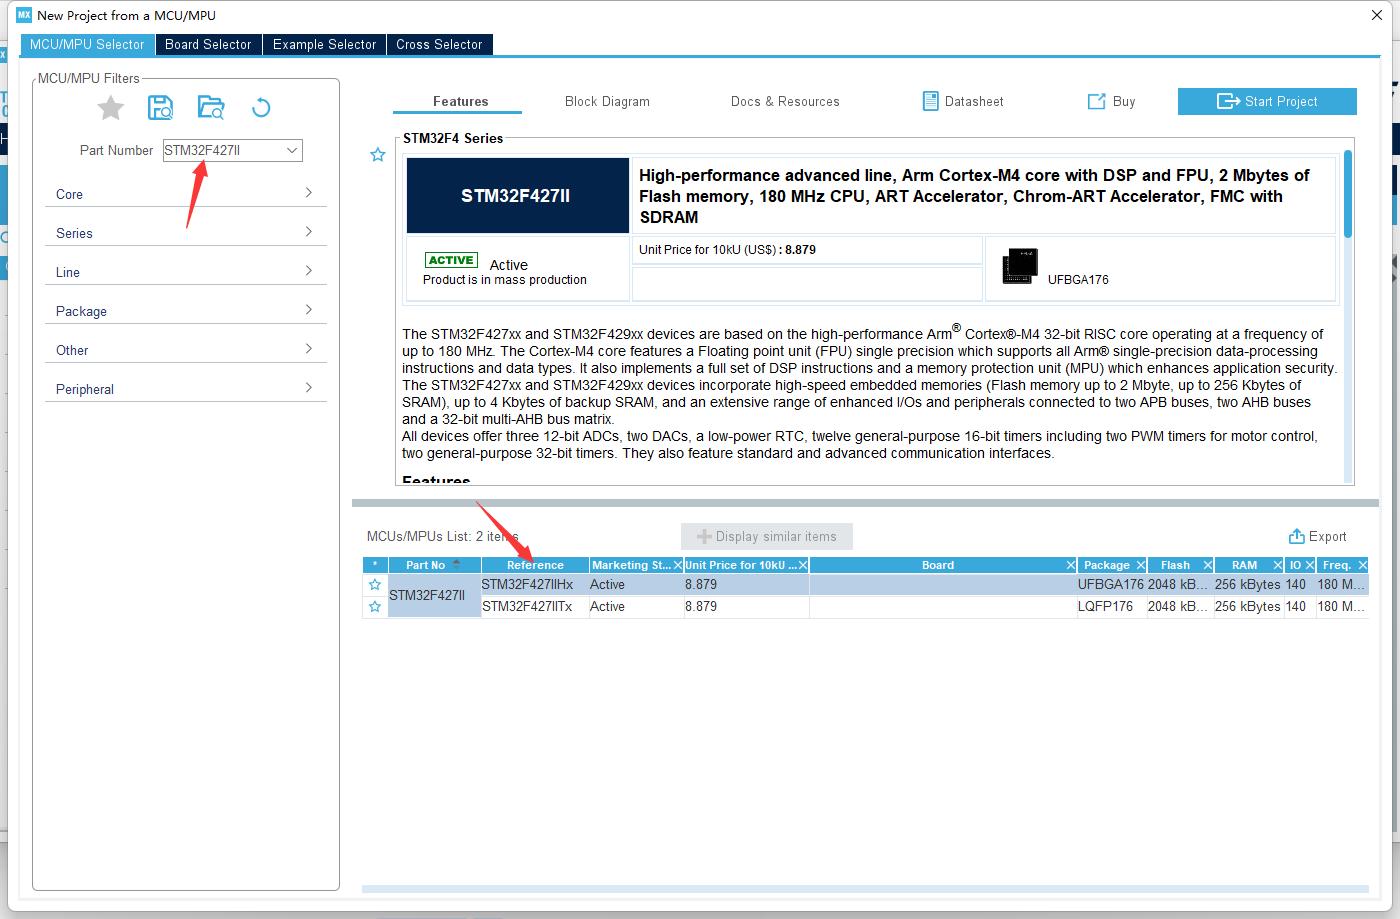 MX New Project from a MCU/MPU
MCU/MPU Selector Board Selector Example Selector Cross Selector
MCU/MPU Filters
Part Number STM32F427II
Core
Series
Line
Package
Other
Peripheral
Features Block Diagram Docs & Resources Datasheet Buy Start Project
STM32F4 Series
STM32F427II
High-performance advanced line, Arm Cortex-M4 core with DSP and FPU, 2 Mbytes of
Flash memory, 180 MHz CPU, ART Accelerator, Chrom-ART Accelerator, FMC with
SDRAM
ACTIVE Active
Product is in mass production
Unit Price for 10kU (US$) : 8.879
UFBGA176
The STM32F427xx and STM32F429xx devices are based on the high-performance Arm® Cortex®-M4 32-bit RISC core operating at a frequency of
up to 180 MHz. The Cortex-M4 core features a Floating point unit (FPU) single precision which supports all Arm® single-precision data-processing
instructions and data types. It also implements a full set of DSP instructions and a memory protection unit (MPU) which enhances application security.
The STM32F427xx and STM32F429xx devices incorporate high-speed embedded memories (Flash memory up to 2 Mbyte, up to 256 Kbytes of
SRAM), up to 4 Kbytes of backup SRAM, and an extensive range of enhanced I/Os and peripherals connected to two APB buses, two AHB buses
and a 32-bit multi-AHB bus matrix.
All devices offer three 12-bit ADCs, two DACs, a low-power RTC, twelve general-purpose 16-bit timers including two PWM timers for motor control,
two general-purpose 32-bit timers. They also feature standard and advanced communication interfaces.
Features
MCUs/MPUs List: 2 items
Display similar items
Export
* Part No Reference Marketing St... Unit Price for 10kU ... Board Package Flash RAM IO Freq.
STM32F427II
STM32F427IIHx Active 8.879 UFBGA176 2048 kB... 256 kBytes 140 180 M...
STM32F427IITx Active 8.879 LQFP176 2048 kB... 256 kBytes 140 180 M...